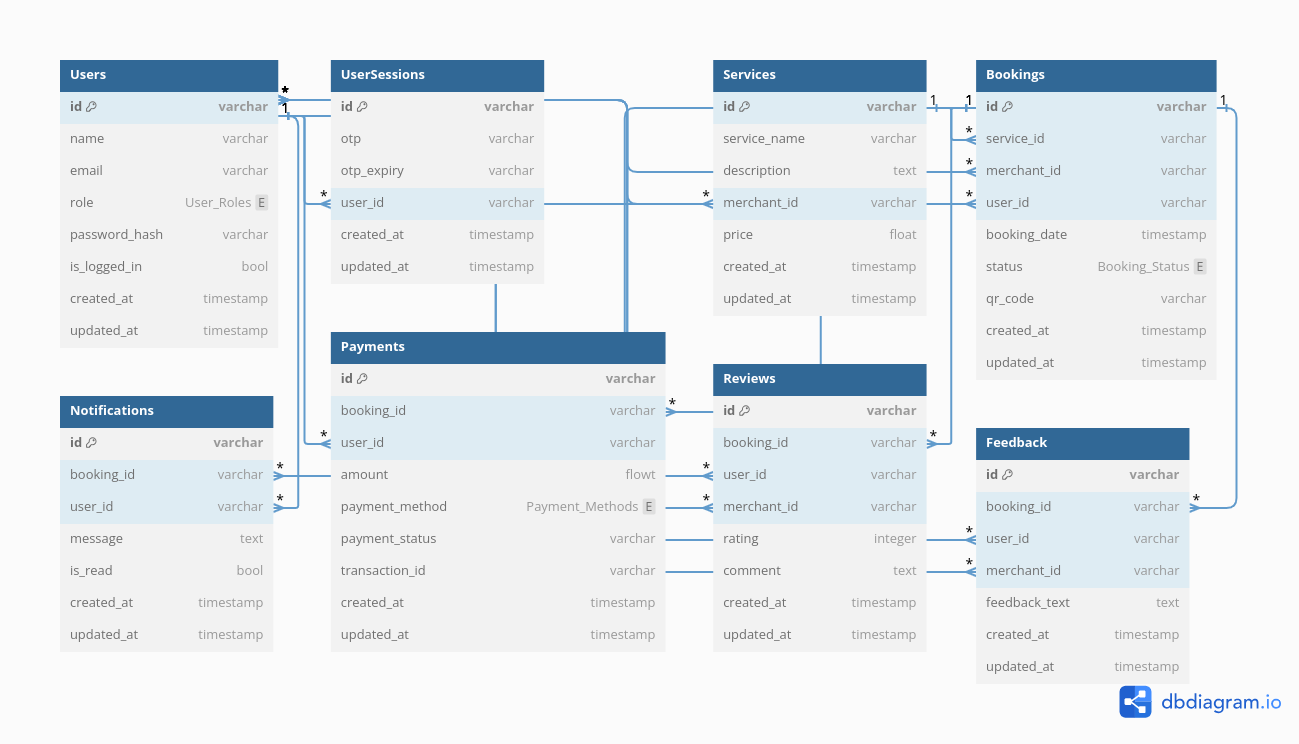 Users
id varchar
name varchar
email varchar
role User_Roles E
password_hash varchar
is_logged_in bool
created_at timestamp
updated_at timestamp
* 
1
UserSessions
id varchar
otp varchar
otp_expiry varchar
* user_id varchar
created_at timestamp
updated_at timestamp
Services
id varchar 1
service_name varchar
description text
* merchant_id varchar
price float
created_at timestamp
updated_at timestamp
Bookings
1 id varchar 1
* service_id varchar
* merchant_id varchar
* user_id varchar
booking_date timestamp
status Booking_Status E
qr_code varchar
created_at timestamp
updated_at timestamp
Notifications
id varchar
booking_id varchar *
user_id varchar *
message text
is_read bool
created_at timestamp
updated_at timestamp
Payments
id varchar
booking_id varchar *
* user_id varchar
amount flowt
payment_method Payment_Methods E
payment_status varchar
transaction_id varchar
created_at timestamp
updated_at timestamp
Reviews
id varchar
booking_id varchar *
* user_id varchar
* merchant_id varchar
rating integer
comment text
created_at timestamp
updated_at timestamp
Feedback
id varchar
booking_id varchar *
* user_id varchar
* merchant_id varchar
feedback_text text
created_at timestamp
updated_at timestamp
dbdiagram.io